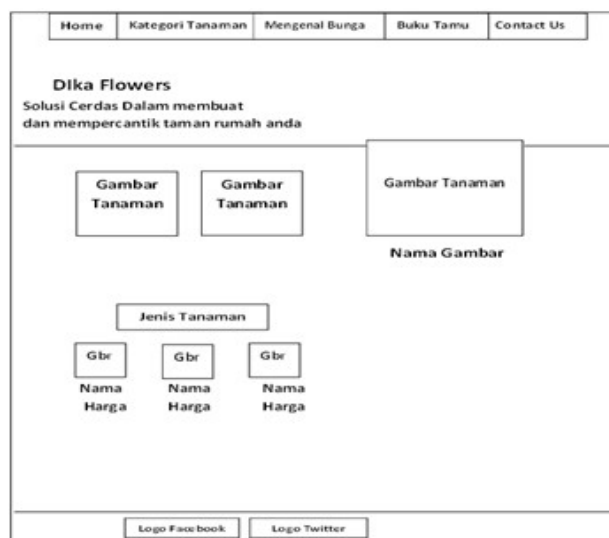 Home Kategori Tanaman Mengenal Bunga Buku Tamu Contact Us
DIka Flowers
Solusi Cerdas Dalam membuat
dan mempercantik taman rumah anda
Gambar Tanaman
Gambar Tanaman
Gambar Tanaman
Nama Gambar
Jenis Tanaman
Gbr Gbr Gbr
Nama Nama Nama
Harga Harga Harga
Logo Facebook Logo Twitter